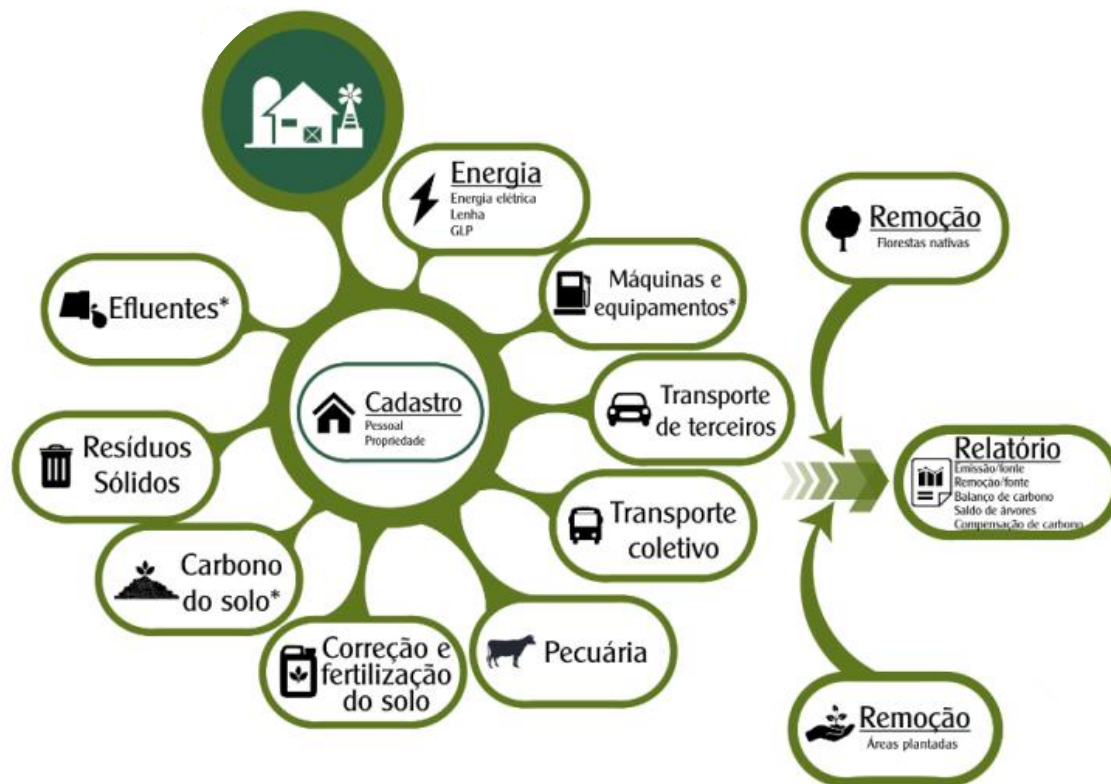 Energia
Energia elétrica
Lenha
GLP
Máquinas e
equipamentos*
Transporte
de terceiros
Transporte
coletivo
Pecuária
Correção e
fertilização
do solo
Carbono
do solo*
Resíduos
Sólidos
Efluentes*
Cadastro
Pessoal
Propriedade
Remoção
Florestas nativas
Relatório
Emissão/fonte
Remoção/fonte
Balanço de carbono
Saldo de árvores
Compensação de carbono
Remoção
Áreas plantadas